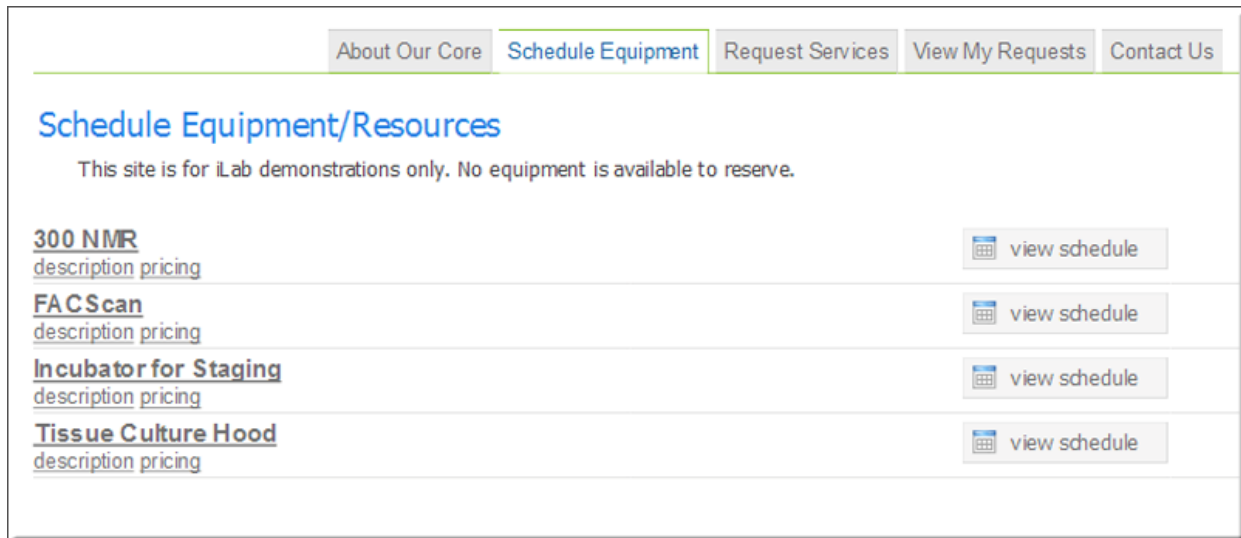 About Our Core Schedule Equipment Request Services View My Requests Contact Us
Schedule Equipment/Resources
This site is for iLab demonstrations only. No equipment is available to reserve.
300 NMR
description pricing
view schedule
FACScan
description pricing
view schedule
Incubator for Staging
description pricing
view schedule
Tissue Culture Hood
description pricing
view schedule